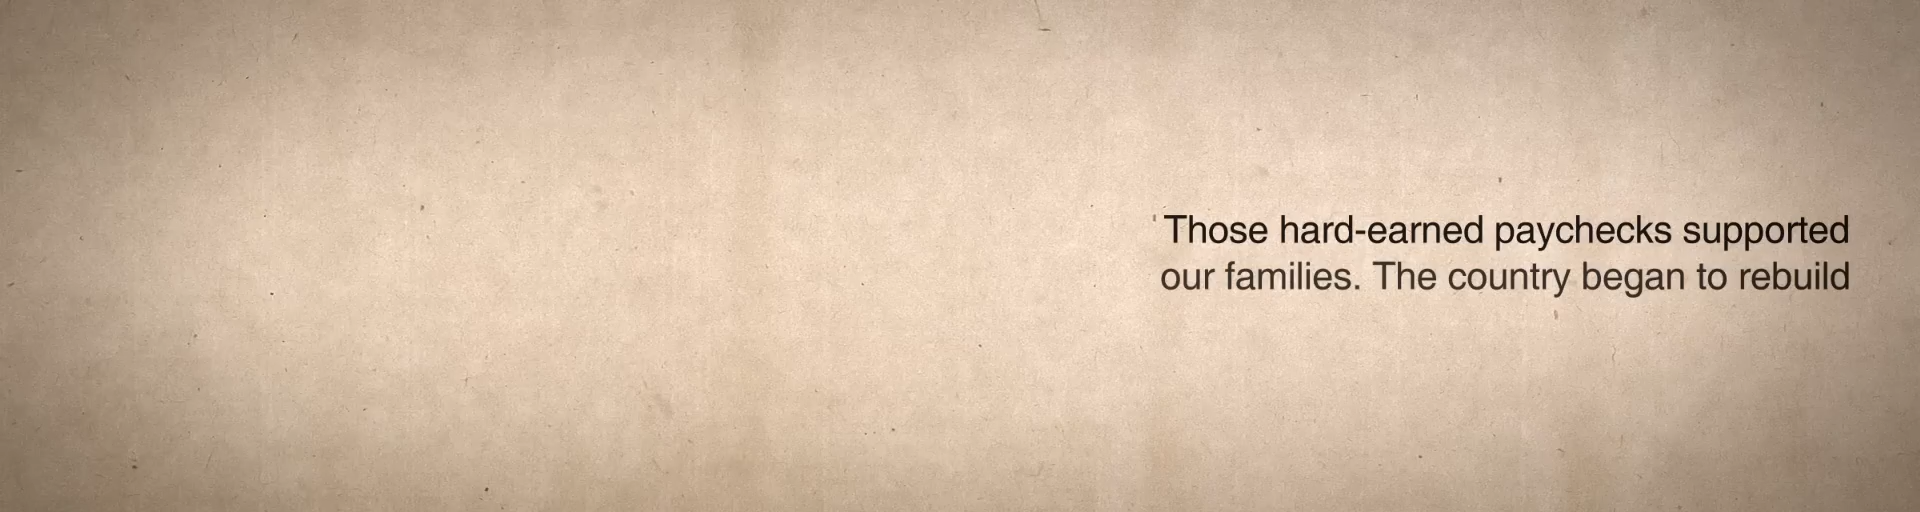 Those hard-earned paychecks supported
our families. The country began to rebuild